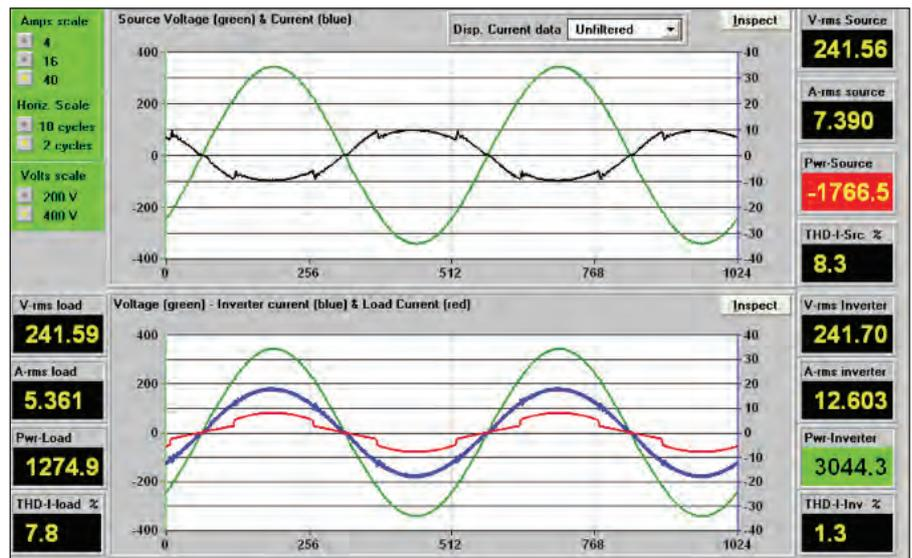 Amps scale
4
16
40
Horiz. Scale
10 cycles
2 cycles
Volts scale
200 V
400 V
Source Voltage (green) & Current (blue)
Disp. Current data Unfiltered
Inspect
400
200
0
-200
-400
40
30
20
10
0
-10
-20
-30
-40
0 256 512 768 1024
V-rms Source
241.56
A-rms source
7.390
Pwr-Source
-1766.5
THD-I-Src %
8.3
V-rms load
241.59
A-rms load
5.361
Pwr-Load
1274.9
THD-I-load %
7.8
Voltage (green) - Inverter current (blue) & Load Current (red)
Inspect
400
200
0
-200
-400
40
30
20
10
0
-10
-20
-30
-40
0 256 512 768 1024
V-rms Inverter
241.70
A-rms inverter
12.603
Pwr-Inverter
3044.3
THD-I-Inv %
1.3